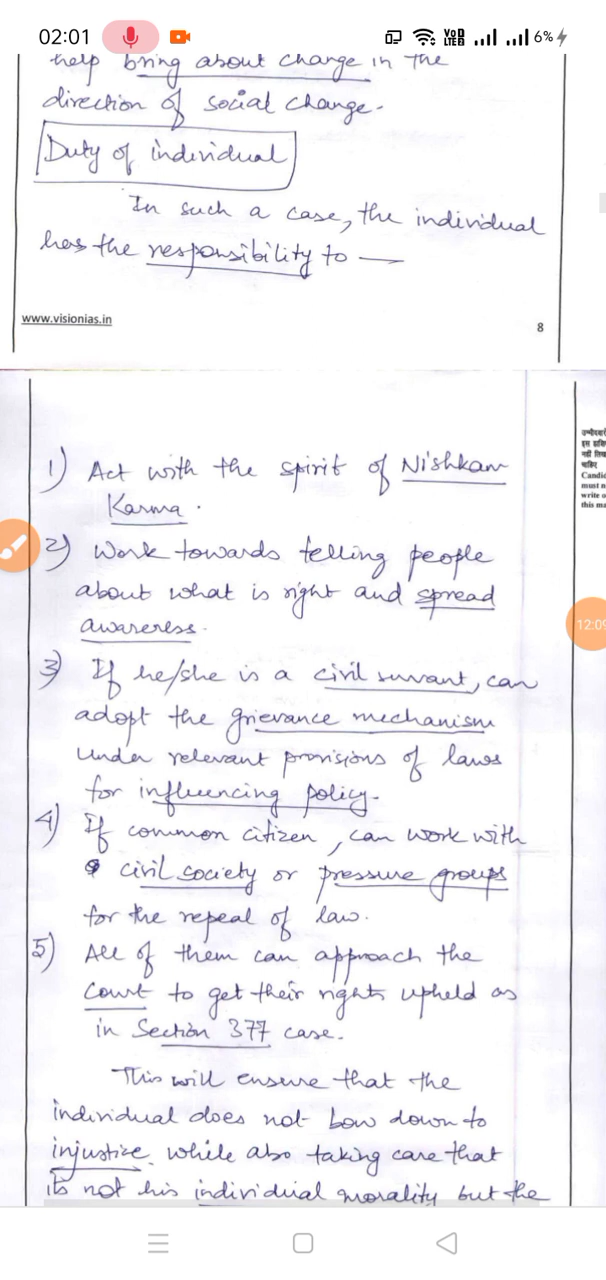 02:01
VoD
LTE2
6%
help bring about change in the
direction of social change.
Duty of individual
In such a case, the individual
has the responsibility to —
www.visionias.in
8
उम्मीदवार
इस हाशिए
नहीं लिख
चाहिए
Candid
must n
write o
this ma
1) Act with the spirit of Nishkam
Karma.
2) Work towards telling people
about what is right and spread
awareness.
12:09
3) If he/she is a civil survant, can
adopt the grievance mechanism
under relevant provisions of laws
for influencing policy.
4) If common citizen, can work with
civil society or pressure groups
for the repeal of law.
5) All of them can approach the
court to get their rights upheld as
in Section 377 case.
This will ensure that the
individual does not bow down to
injustice while also taking care that
its not his individual morality but the